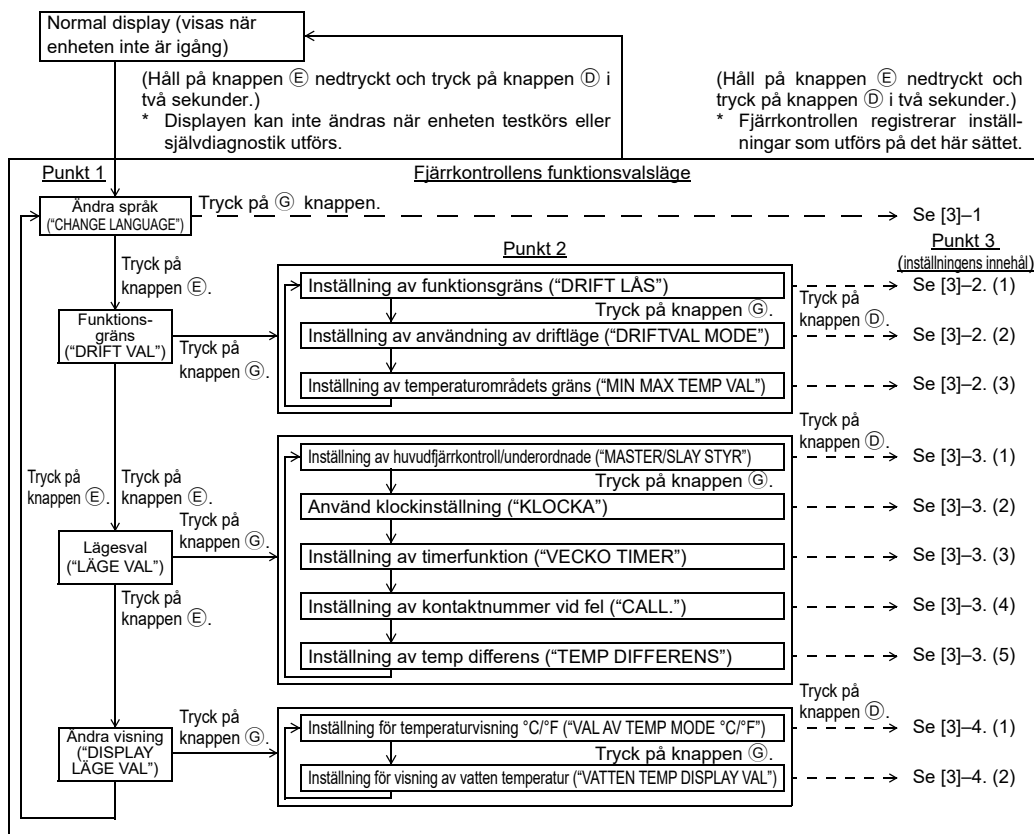 Normal display (visas när
enheten inte är igång)
(Håll på knappen Ⓔ nedtryckt och tryck på knappen Ⓓ i
två sekunder.)
* Displayen kan inte ändras när enheten testkörs eller
självdiagnostik utförs.
(Håll på knappen Ⓔ nedtryckt och
tryck på knappen Ⓓ i två sekunder.)
* Fjärrkontrollen registrerar inställ-
ningar som utförs på det här sättet.
Punkt 1
Fjärrkontrollens funktionsvalsläge
Ändra språk
(“CHANGE LANGUAGE”)
Tryck på Ⓖ knappen.
Se [3]–1
Punkt 2
Punkt 3
(inställningens innehål)
Tryck på
knappen Ⓔ.
Funktions-
gräns
(“DRIFT VAL”)
Tryck på
knappen Ⓖ.
Inställning av funktionsgräns (“DRIFT LÅS”)
Tryck på knappen Ⓖ.
Inställning av användning av driftläge (“DRIFTVAL MODE”)
Inställning av temperaturområdets gräns (“MIN MAX TEMP VAL”)
Tryck på
knappen Ⓓ.
Se [3]–2. (1)
Se [3]–2. (2)
Se [3]–2. (3)
Tryck på
knappen Ⓔ.
Tryck på
knappen Ⓔ.
Lägesval
(“LÄGE VAL”)
Tryck på
knappen Ⓖ.
Inställning av huvudfjärrkontroll/underordnade (“MASTER/SLAY STYR”)
Tryck på knappen Ⓖ.
Använd klockinställning (“KLOCKA”)
Inställning av timerfunktion (“VECKO TIMER”)
Inställning av kontaktnummer vid fel (“CALL.”)
Inställning av temp differens (“TEMP DIFFERENS”)
Tryck på
knappen Ⓓ.
Se [3]–3. (1)
Se [3]–3. (2)
Se [3]–3. (3)
Se [3]–3. (4)
Se [3]–3. (5)
Tryck på
knappen Ⓔ.
Ändra visning
(“DISPLAY
LÄGE VAL”)
Tryck på
knappen Ⓖ.
Inställning för temperaturvisning °C/°F (“VAL AV TEMP MODE °C/°F”)
Tryck på knappen Ⓖ.
Inställning för visning av vatten temperatur (“VATTEN TEMP DISPLAY VAL”)
Tryck på
knappen Ⓓ.
Se [3]–4. (1)
Se [3]–4. (2)